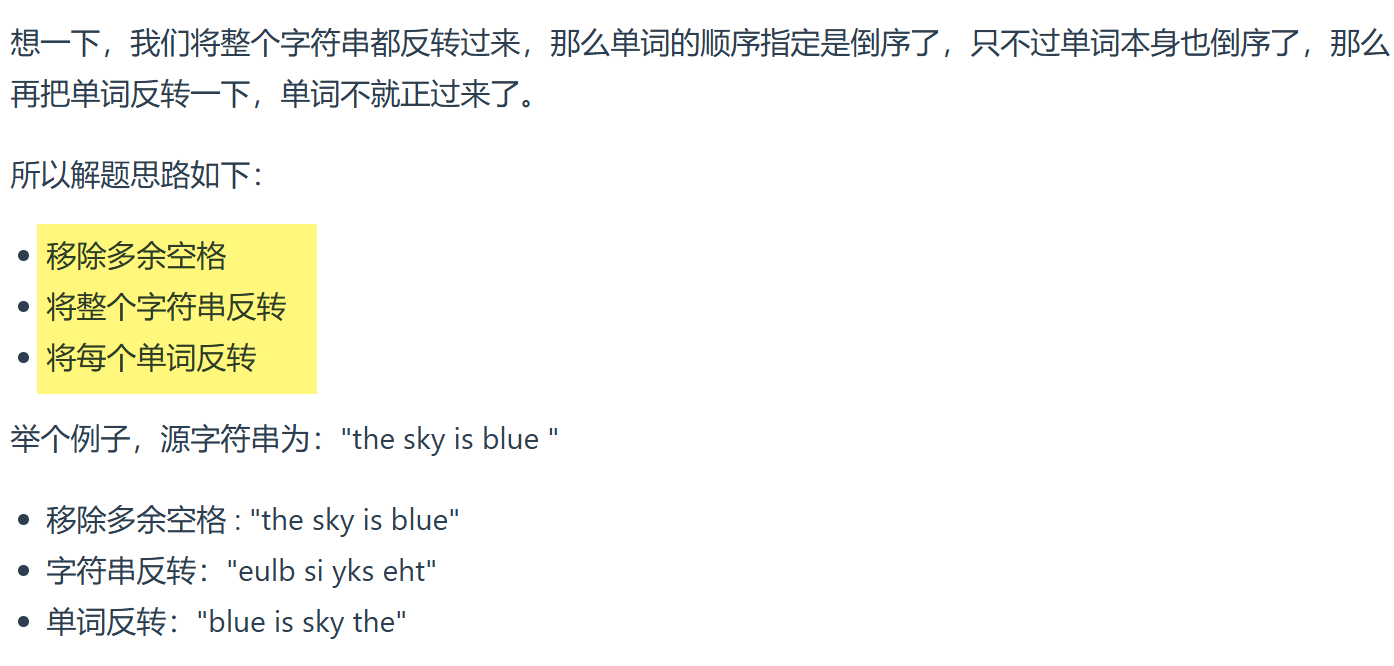 想一下，我们将整个字符串都反转过来，那么单词的顺序指定是倒序了，只不过单词本身也倒序了，那么
再把单词反转一下，单词不就正过来了。
所以解题思路如下：
移除多余空格
将整个字符串反转
将每个单词反转
举个例子，源字符串为："the sky is blue "
移除多余空格 : "the sky is blue"
字符串反转："eulb si yks eht"
单词反转："blue is sky the"